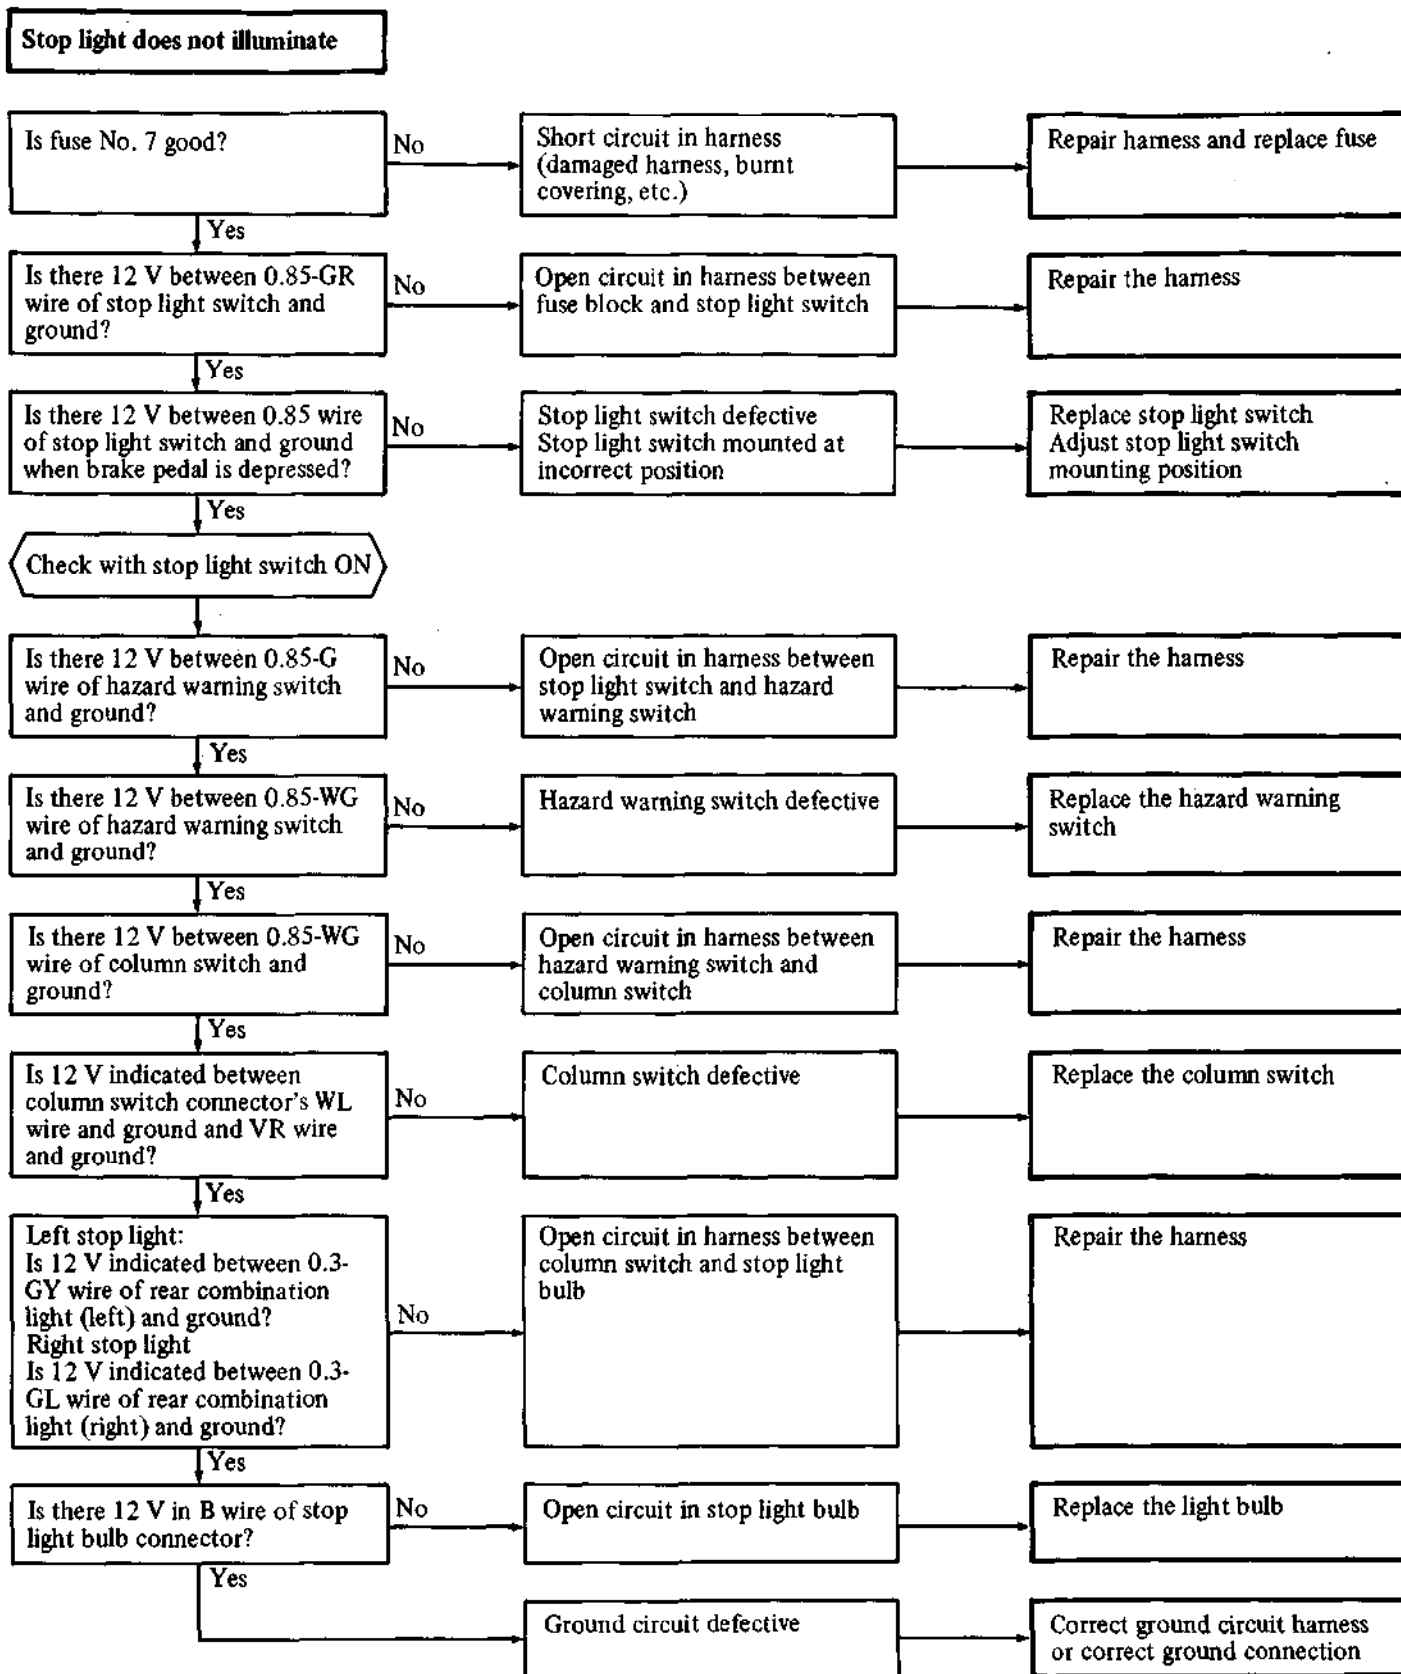 Stop light does not illuminate
Is fuse No. 7 good?
No
Short circuit in harness
(damaged harness, burnt
covering, etc.)
Repair harness and replace fuse
Yes
Is there 12 V between 0.85-GR
wire of stop light switch and
ground?
No
Open circuit in harness between
fuse block and stop light switch
Repair the harness
Yes
Is there 12 V between 0.85 wire
of stop light switch and ground
when brake pedal is depressed?
No
Stop light switch defective
Stop light switch mounted at
incorrect position
Replace stop light switch
Adjust stop light switch
mounting position
Yes
Check with stop light switch ON
Is there 12 V between 0.85-G
wire of hazard warning switch
and ground?
No
Open circuit in harness between
stop light switch and hazard
warning switch
Repair the harness
Yes
Is there 12 V between 0.85-WG
wire of hazard warning switch
and ground?
No
Hazard warning switch defective
Replace the hazard warning
switch
Yes
Is there 12 V between 0.85-WG
wire of column switch and
ground?
No
Open circuit in harness between
hazard warning switch and
column switch
Repair the harness
Yes
Is 12 V indicated between
column switch connector's WL
wire and ground and VR wire
and ground?
No
Column switch defective
Replace the column switch
Yes
Left stop light:
Is 12 V indicated between 0.3-
GY wire of rear combination
light (left) and ground?
Right stop light
Is 12 V indicated between 0.3-
GL wire of rear combination
light (right) and ground?
No
Open circuit in harness between
column switch and stop light
bulb
Repair the harness
Yes
Is there 12 V in B wire of stop
light bulb connector?
No
Open circuit in stop light bulb
Replace the light bulb
Yes
Ground circuit defective
Correct ground circuit harness
or correct ground connection